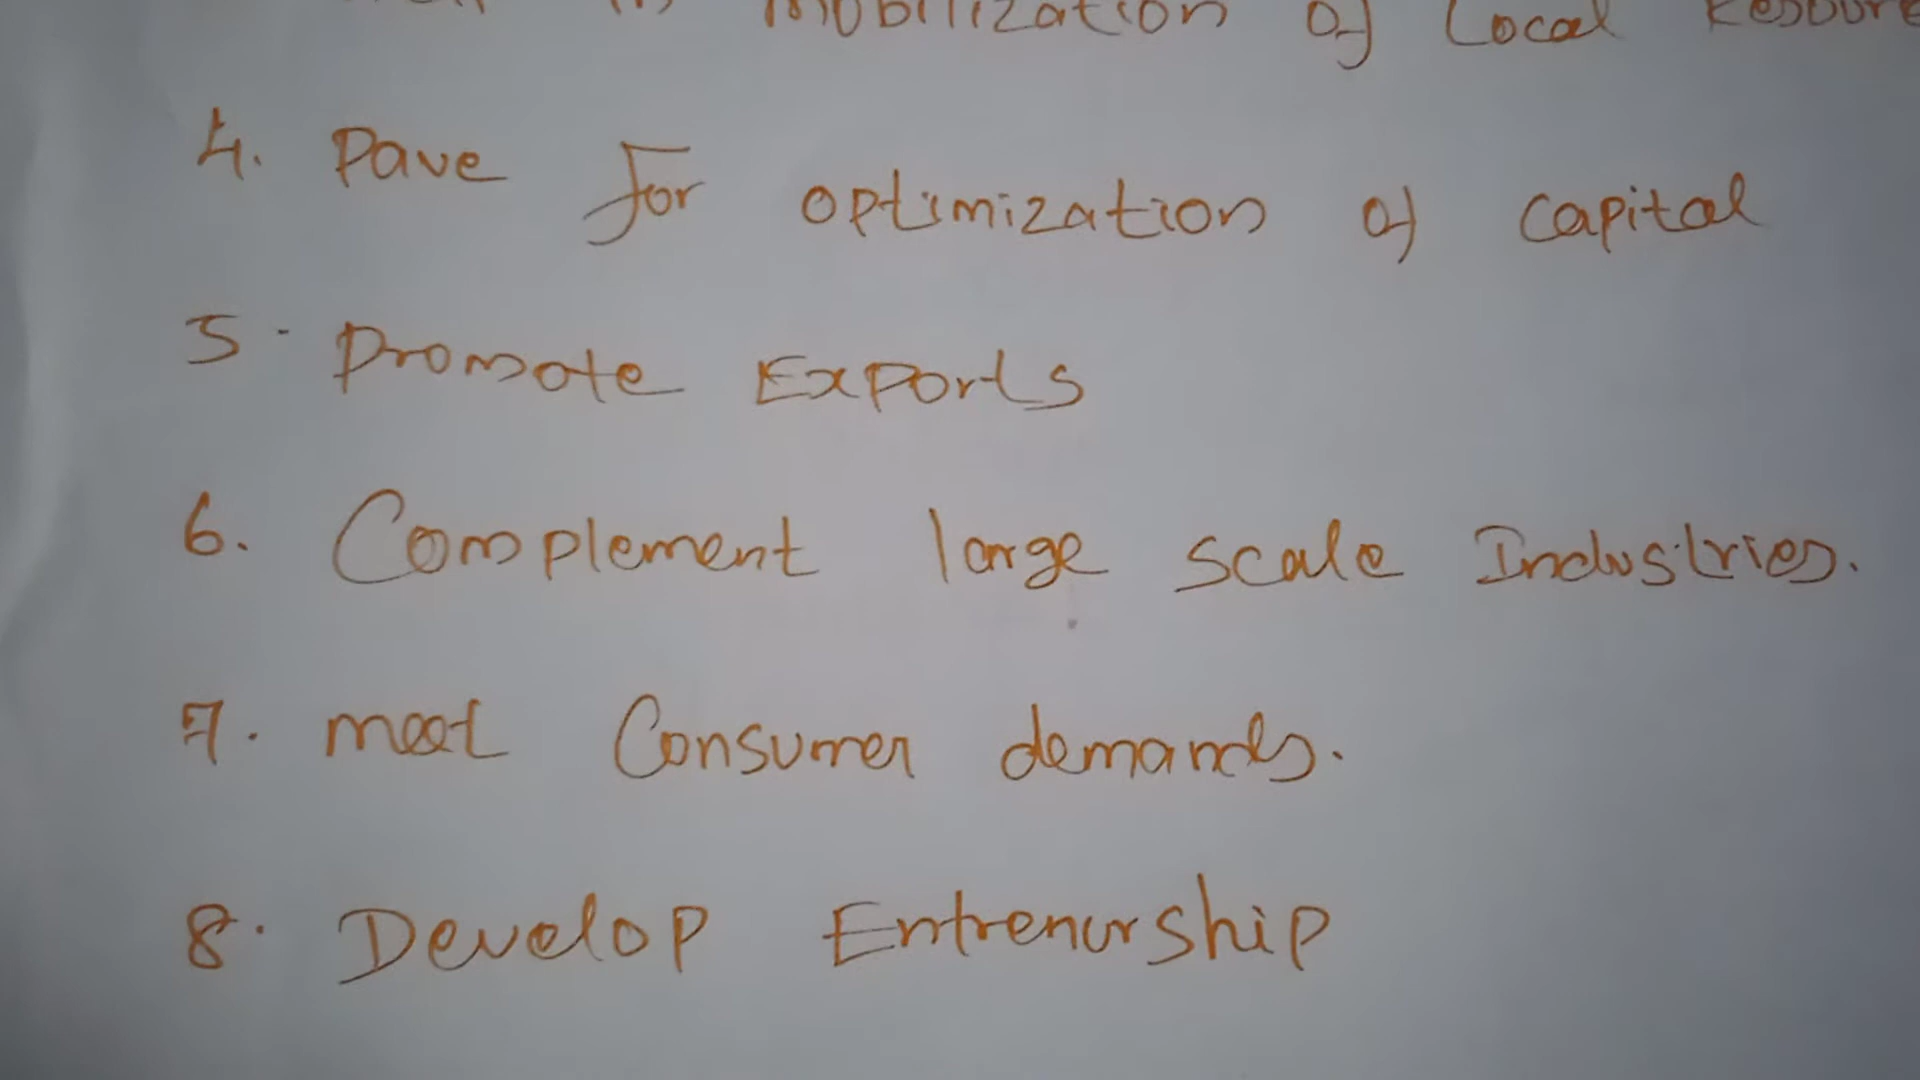 mobilization of Local
4. Pave for optimization of capital
5. Promote Exports
6. Complement large scale Industries.
7. meet Consumer demands.
8. Develop Entrenurship